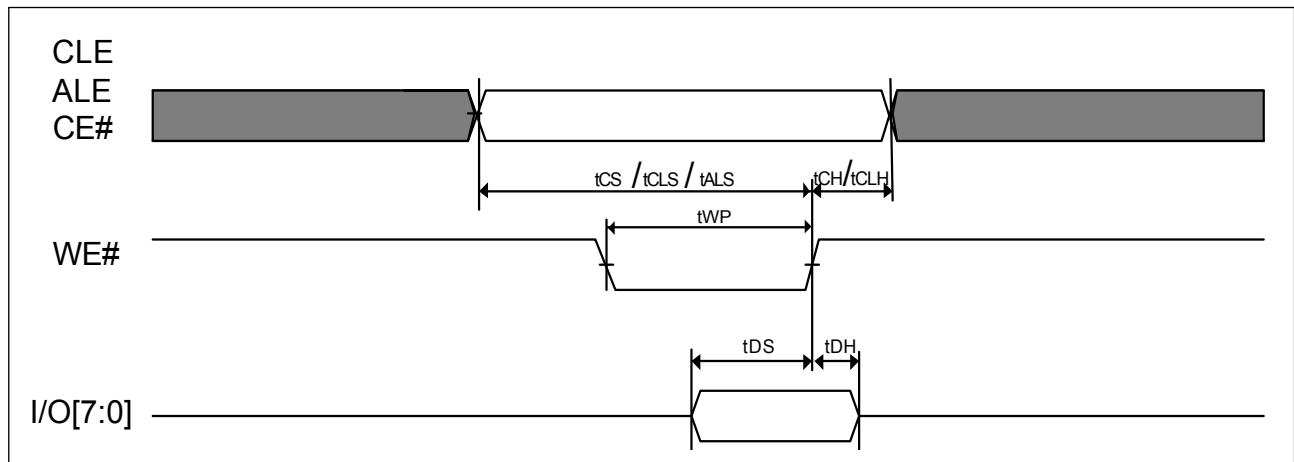 CLE
ALE
CE#
tCS /tCLS / tALS
tCH/tCLH
tWP
WE#
tDS
tDH
I/O[7:0]